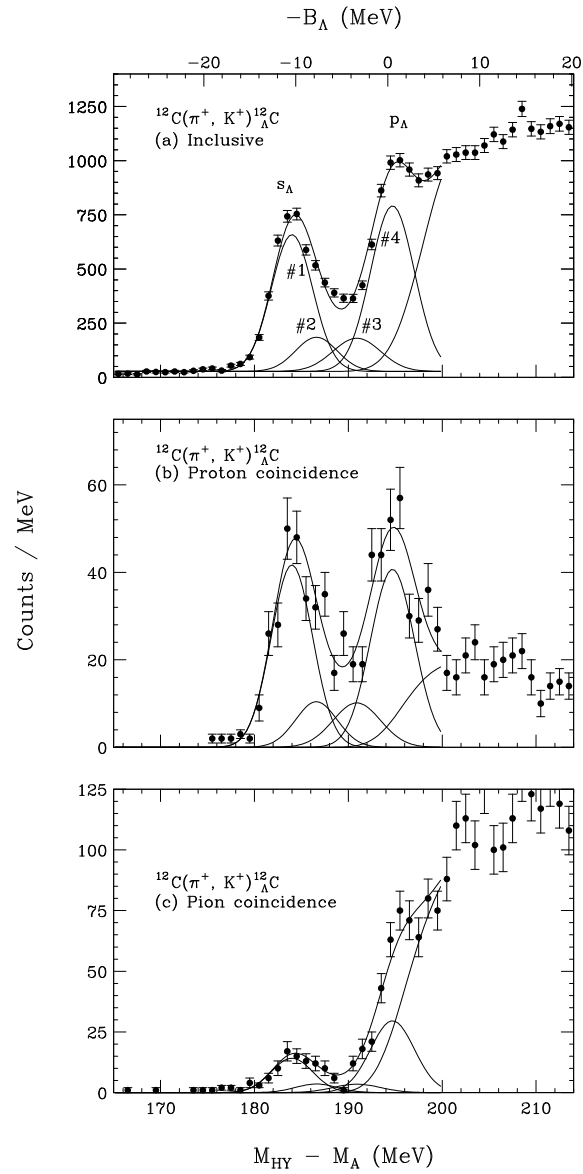 −B_Λ (MeV)
−20 −10 0 10 20
¹²C(π⁺, K⁺)¹²_ΛC
(a) Inclusive
p_Λ
s_Λ
#1
#2
#3
#4
1250
1000
750
500
250
0
¹²C(π⁺, K⁺)¹²_ΛC
(b) Proton coincidence
60
40
20
0
Counts / MeV
¹²C(π⁺, K⁺)¹²_ΛC
(c) Pion coincidence
125
100
75
50
25
0
170 180 190 200 210
M_HY − M_A (MeV)